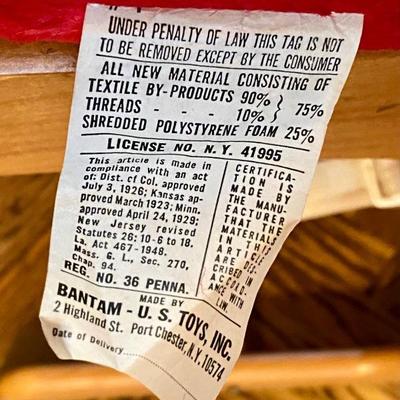 UNDER PENALTY OF LAW THIS TAG IS NOT
TO BE REMOVED EXCEPT BY THE CONSUMER
ALL NEW MATERIAL CONSISTING OF
TEXTILE BY-PRODUCTS 90% } 75%
THREADS - - - 10%
SHREDDED POLYSTYRENE FOAM 25%
LICENSE NO. N.Y. 41995
This article is made in
compliance with an act
of: Dist. of Col. approved
July 3, 1926; Kansas ap-
proved March 1923; Minn.
approved April 24, 1929;
New Jersey revised
Statutes 26: 10-6 to 18.
La. Act 467-1948.
Mass. G. L., Sec. 270,
Chap. 94.
REG. NO. 36 PENNA.
CERTIFICA-
TION IS
MADE BY
THE MANU-
FACTURER
THAT THE
MATERIALS
IN THIS
ARTICLE
ARE DES-
CRIBED IN
ACCORD-
ANCE WITH
LAW.
MADE BY
BANTAM - U. S. TOYS, INC.
2 Highland St. Port Chester, N.Y. 10574
Date of Delivery